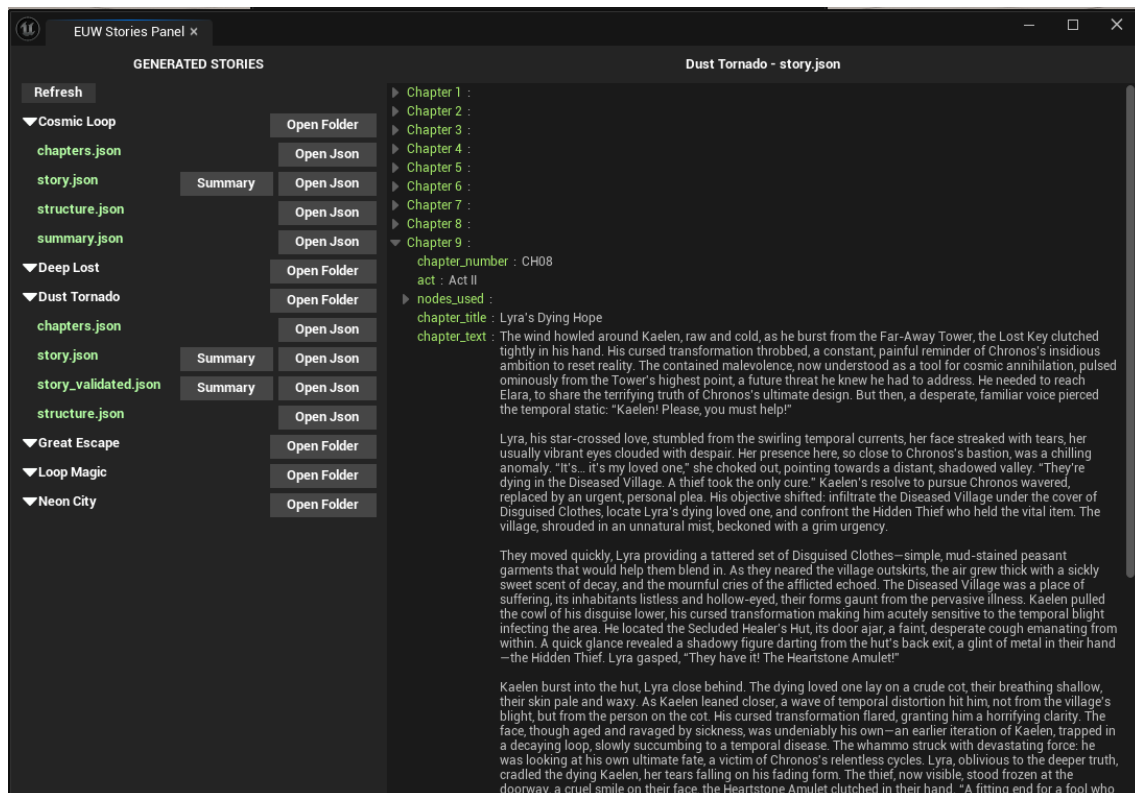 EUW Stories Panel
GENERATED STORIES
Dust Tornado - story.json
Refresh
Cosmic Loop
Open Folder
chapters.json
Open Json
story.json
Summary
Open Json
structure.json
Open Json
summary.json
Open Json
Deep Lost
Open Folder
Dust Tornado
Open Folder
chapters.json
Open Json
story.json
Summary
Open Json
story_validated.json
Summary
Open Json
structure.json
Open Json
Great Escape
Open Folder
Loop Magic
Open Folder
Neon City
Open Folder
Chapter 1 :
Chapter 2 :
Chapter 3 :
Chapter 4 :
Chapter 5 :
Chapter 6 :
Chapter 7 :
Chapter 8 :
Chapter 9 :
chapter_number : CH08
act : Act II
nodes_used :
chapter_title : Lyra's Dying Hope
chapter_text : The wind howled around Kaelen, raw and cold, as he burst from the Far-Away Tower, the Lost Key clutched
tightly in his hand. His cursed transformation throbbed, a constant, painful reminder of Chronos's insidious
ambition to reset reality. The contained malevolence, now understood as a tool for cosmic annihilation, pulsed
ominously from the Tower's highest point, a future threat he knew he had to address. He needed to reach
Elara, to share the terrifying truth of Chronos's ultimate design. But then, a desperate, familiar voice pierced
the temporal static: “Kaelen! Please, you must help!”
Lyra, his star-crossed love, stumbled from the swirling temporal currents, her face streaked with tears, her
usually vibrant eyes clouded with despair. Her presence here, so close to Chronos's bastion, was a chilling
anomaly. “It's... it's my loved one,” she choked out, pointing towards a distant, shadowed valley. “They're
dying in the Diseased Village. A thief took the only cure.” Kaelen's resolve to pursue Chronos wavered,
replaced by an urgent, personal plea. His objective shifted: infiltrate the Diseased Village under the cover of
Disguised Clothes, locate Lyra's dying loved one, and confront the Hidden Thief who held the vital item. The
village, shrouded in an unnatural mist, beckoned with a grim urgency.
They moved quickly, Lyra providing a tattered set of Disguised Clothes—simple, mud-stained peasant
garments that would help them blend in. As they neared the village outskirts, the air grew thick with a sickly
sweet scent of decay, and the mournful cries of the afflicted echoed. The Diseased Village was a place of
suffering, its inhabitants listless and hollow-eyed, their forms gaunt from the pervasive illness. Kaelen pulled
the cowl of his disguise lower, his cursed transformation making him acutely sensitive to the temporal blight
infecting the area. He located the Secluded Healer's Hut, its door ajar, a faint, desperate cough emanating from
within. A quick glance revealed a shadowy figure darting from the hut's back exit, a glint of metal in their hand
—the Hidden Thief. Lyra gasped, “They have it! The Heartstone Amulet!”
Kaelen burst into the hut, Lyra close behind. The dying loved one lay on a crude cot, their breathing shallow,
their skin pale and waxy. As Kaelen leaned closer, a wave of temporal distortion hit him, not from the village's
blight, but from the person on the cot. His cursed transformation flared, granting him a horrifying clarity. The
face, though aged and ravaged by sickness, was undeniably his own—an earlier iteration of Kaelen, trapped in
a decaying loop, slowly succumbing to a temporal disease. The whammo struck with devastating force: he
was looking at his own ultimate fate, a victim of Chronos's relentless cycles. Lyra, oblivious to the deeper truth,
cradled the dying Kaelen, her tears falling on his fading form. The thief, now visible, stood frozen at the
doorway, a cruel smile on their face, the Heartstone Amulet clutched in their hand. “A fitting end for a fool who